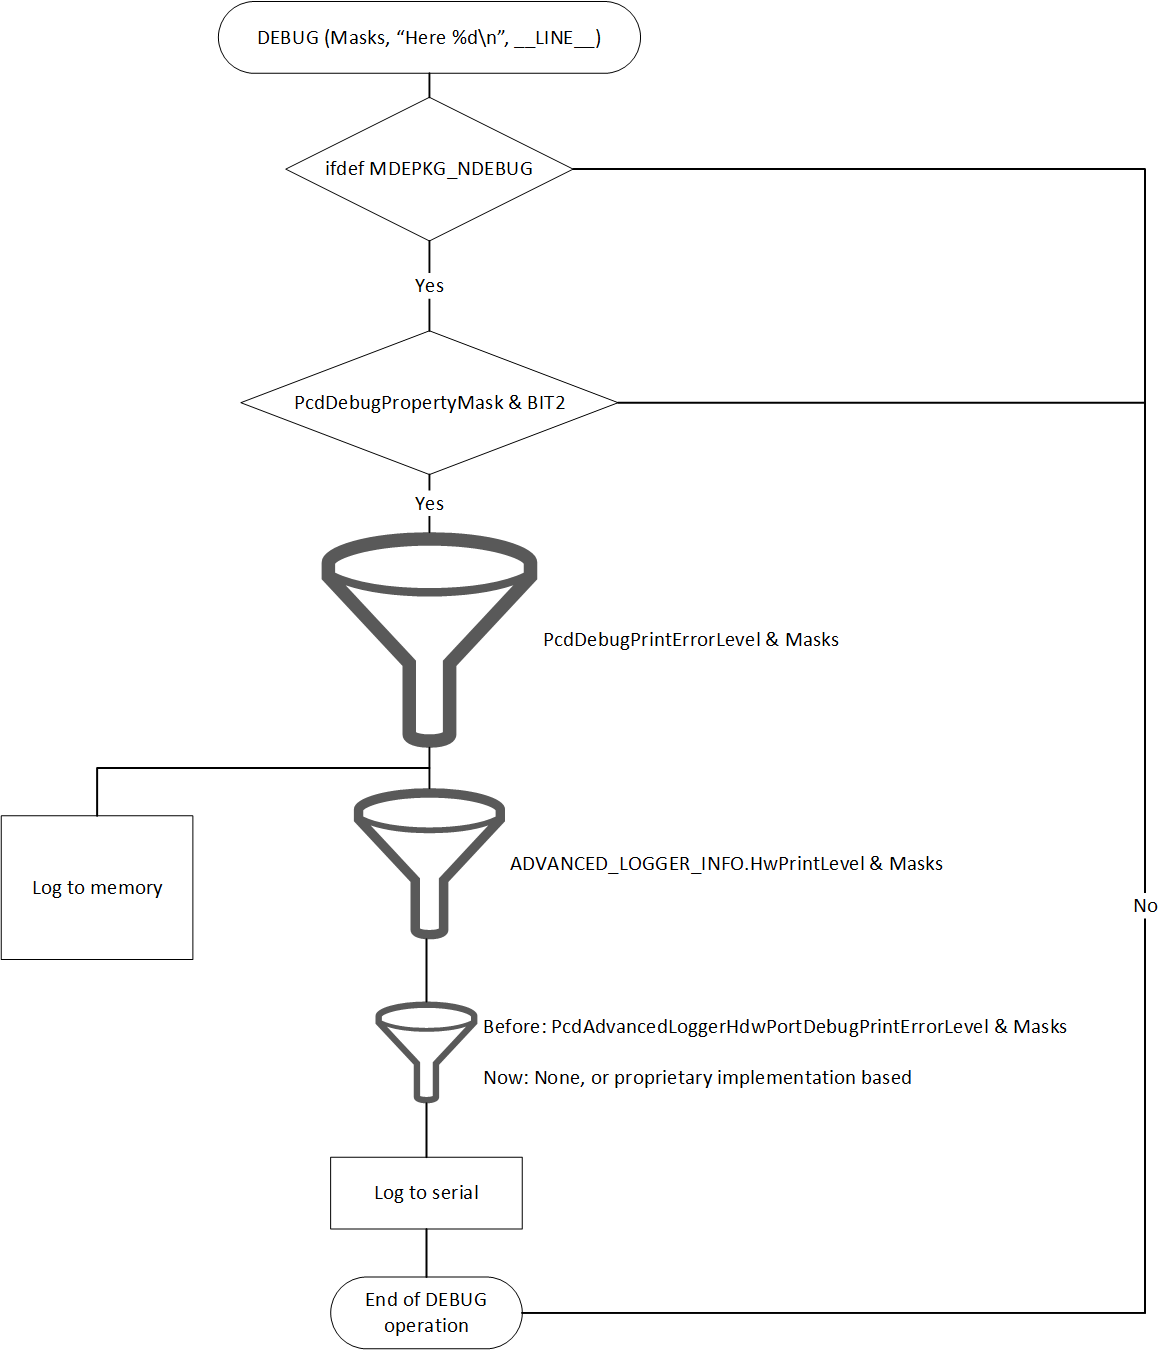 DEBUG (Masks, “Here %d\n”, __LINE__)
ifdef MDEPKG_NDEBUG
Yes
PcdDebugPropertyMask & BIT2
Yes
PcdDebugPrintErrorLevel & Masks
ADVANCED_LOGGER_INFO.HwPrintLevel & Masks
Log to memory
No
Before: PcdAdvancedLoggerHdwPortDebugPrintErrorLevel & Masks
Now: None, or proprietary implementation based
Log to serial
End of DEBUG
operation